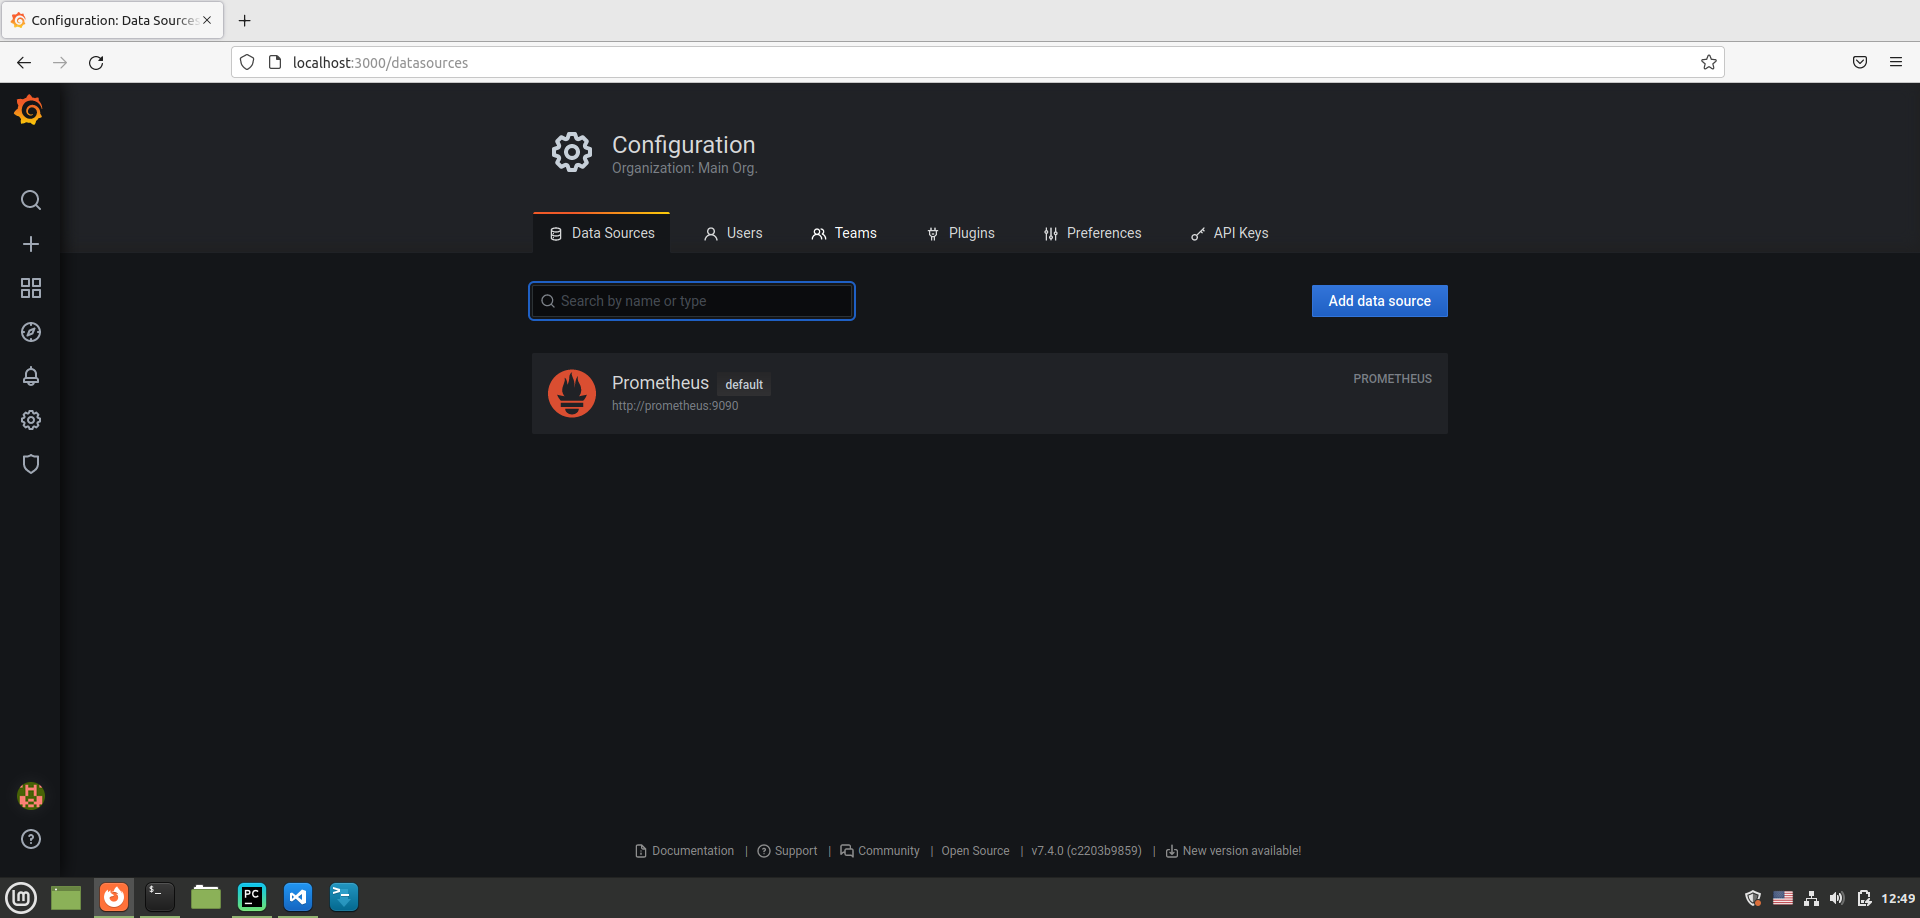 Configuration: Data Sources
localhost:3000/datasources
Configuration
Organization: Main Org.
Data Sources
Users
Teams
Plugins
Preferences
API Keys
Search by name or type
Add data source
Prometheus default
PROMETHEUS
http://prometheus:9090
Documentation | Support | Community | Open Source | v7.4.0 (c2203b9859) | New version available!
12:49